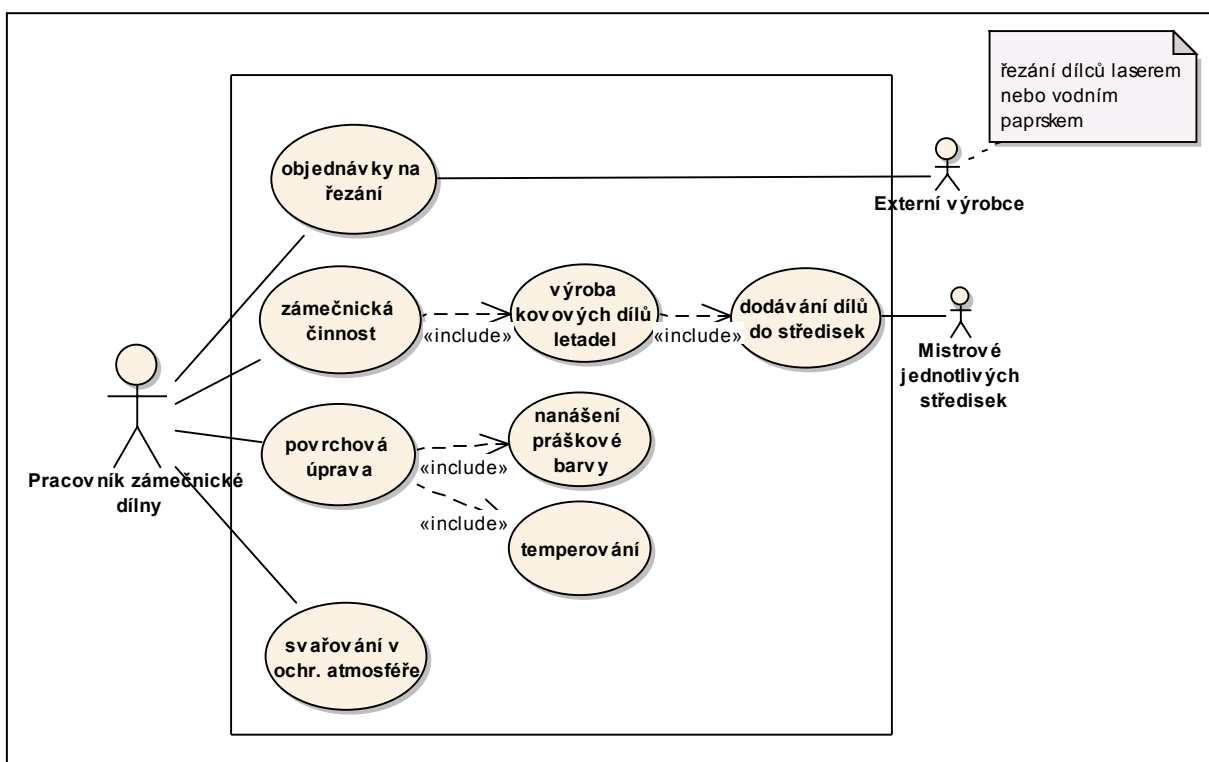 řezání dílců laserem
nebo vodním
paprskem
objednávky na
řezání
Externí výrobce
zámečnická
činnost
«include»
výroba
kovových dílů
letadel
«include»
dodávání dílů
do středisek
Mistrové
jednotlivých
středisek
Pracovník zámečnické
dílny
povrchová
úprava
«include»
nanášení
práškové
barvy
«include»
temperování
svařování v
ochr. atmosféře